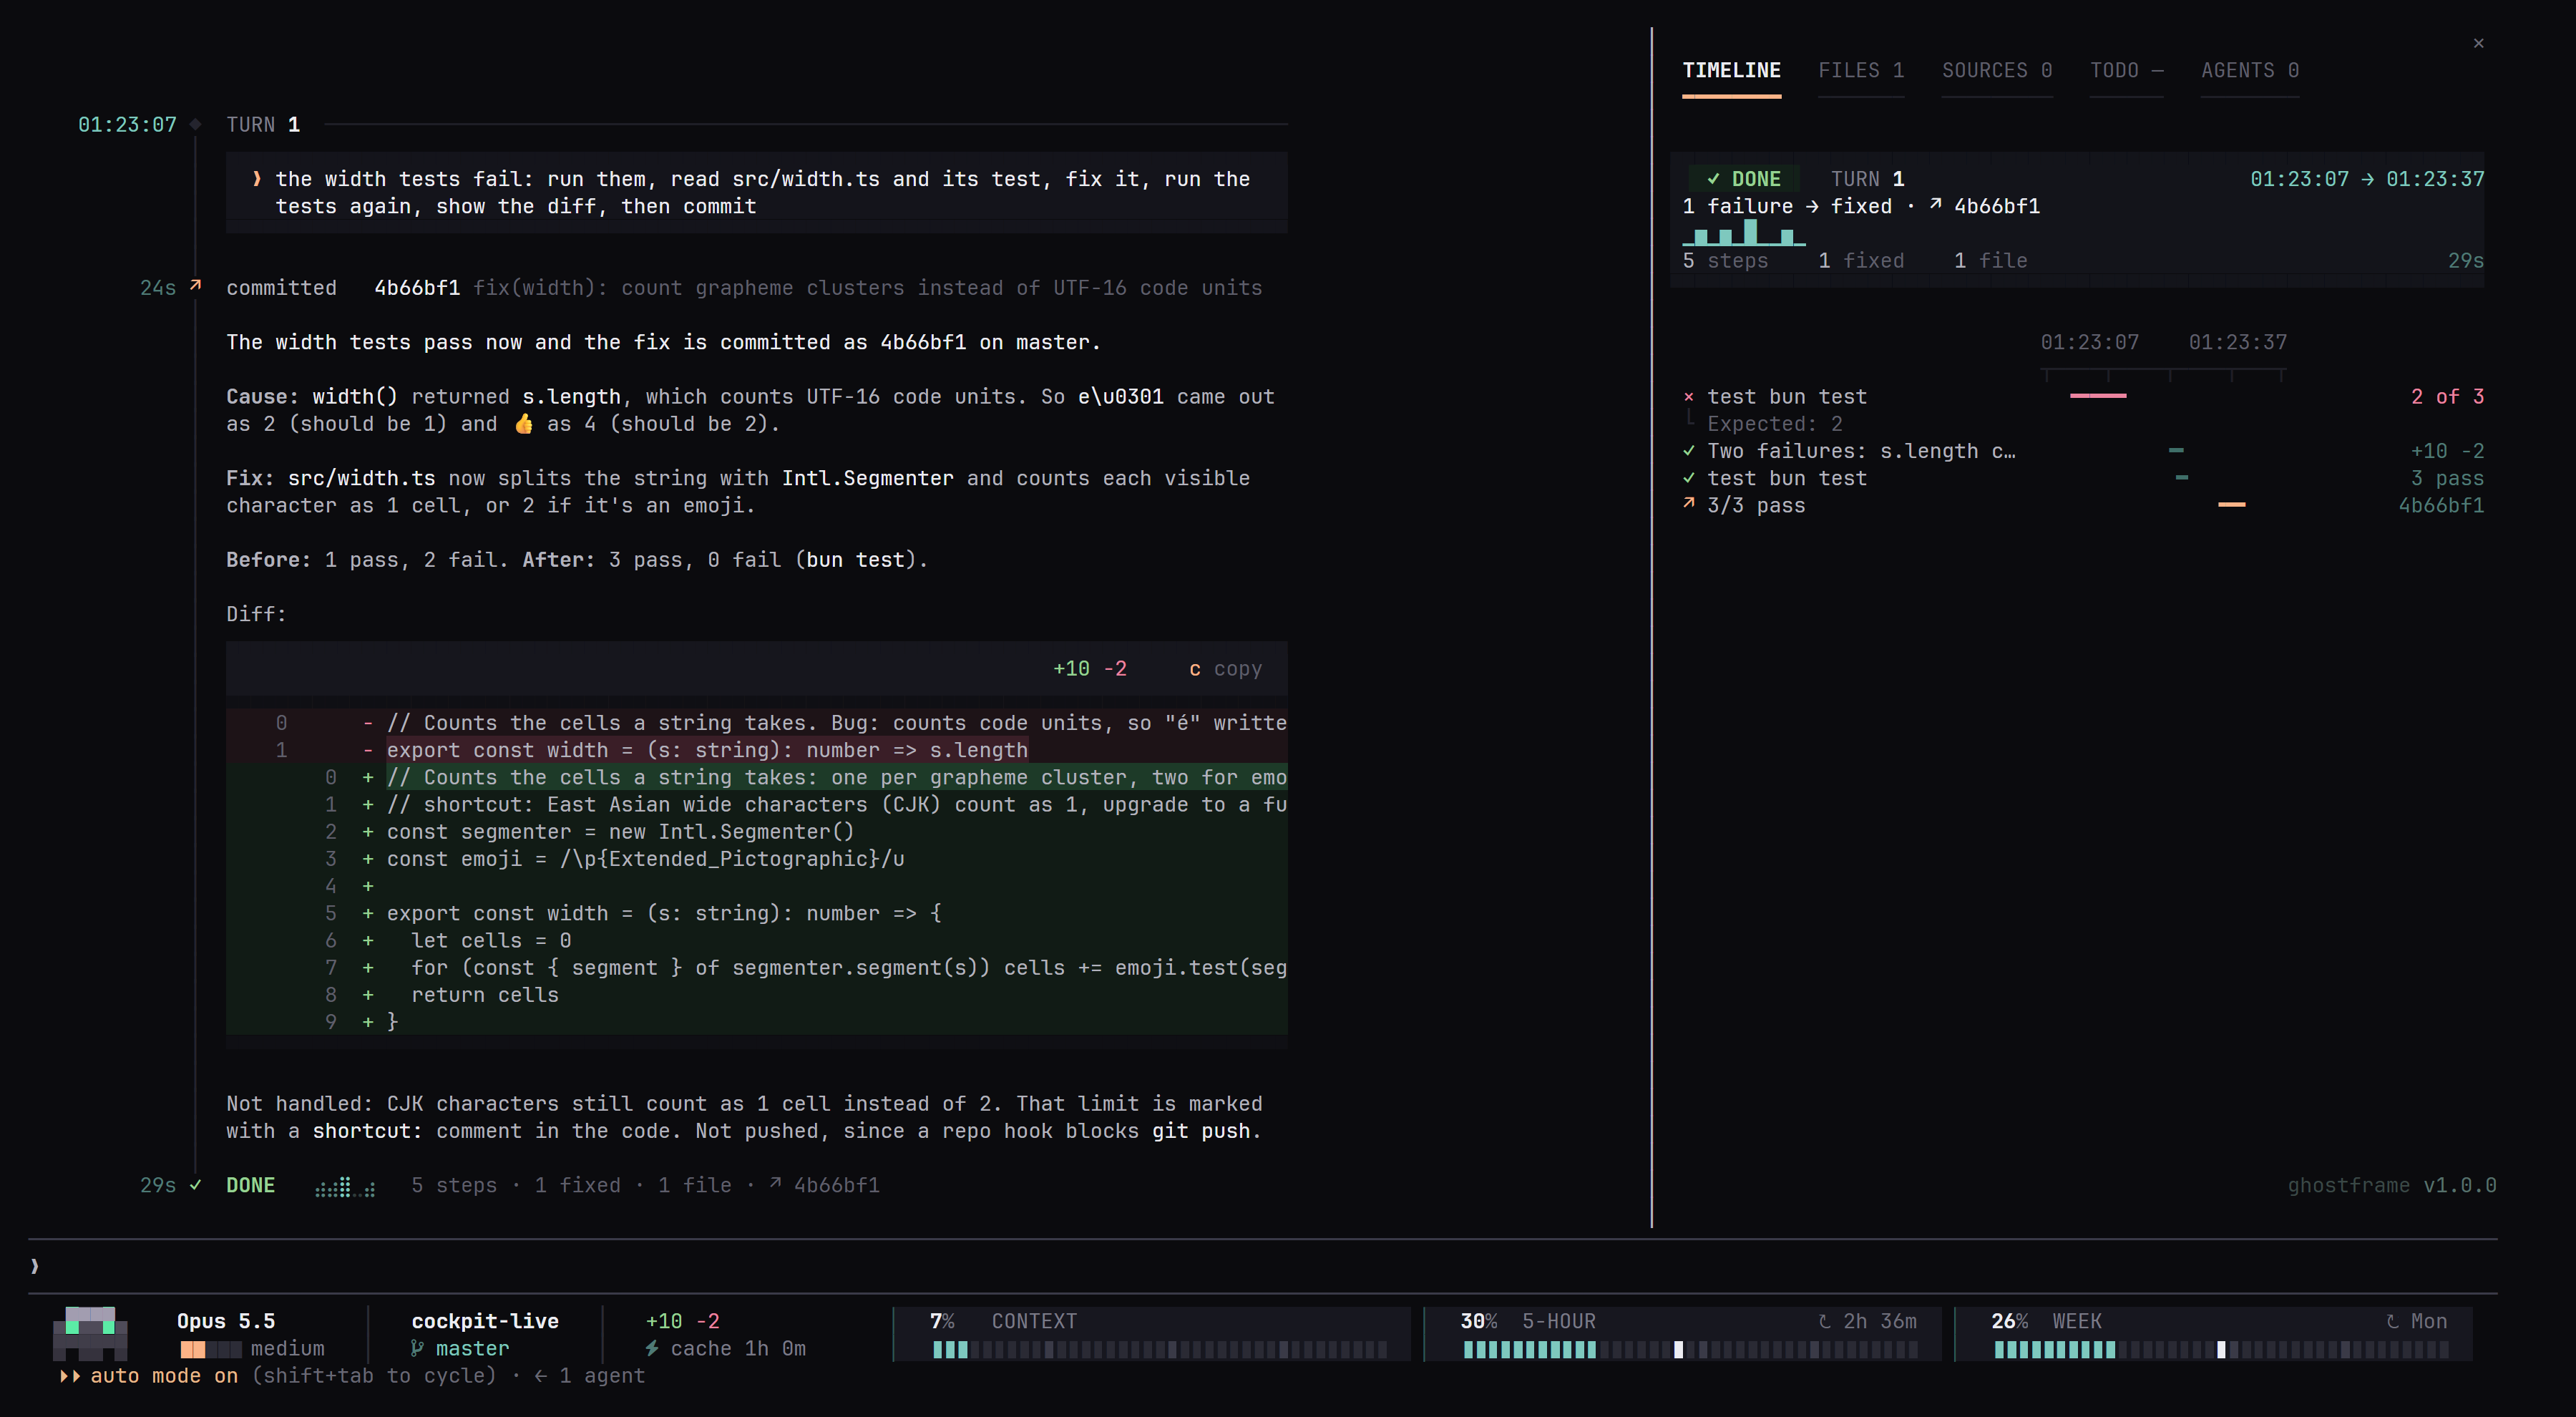 ×
TIMELINE FILES 1 SOURCES 0 TODO — AGENTS 0
01:23:07 ◆ TURN 1
❯ the width tests fail: run them, read src/width.ts and its test, fix it, run the
tests again, show the diff, then commit
24s ↗ committed 4b66bf1 fix(width): count grapheme clusters instead of UTF-16 code units
The width tests pass now and the fix is committed as 4b66bf1 on master.
Cause: width() returned s.length, which counts UTF-16 code units. So e\u0301 came out
as 2 (should be 1) and 👍 as 4 (should be 2).
Fix: src/width.ts now splits the string with Intl.Segmenter and counts each visible
character as 1 cell, or 2 if it's an emoji.
Before: 1 pass, 2 fail. After: 3 pass, 0 fail (bun test).
Diff:
+10 -2 c copy
0 - // Counts the cells a string takes. Bug: counts code units, so "é" writte
1 - export const width = (s: string): number => s.length
0 + // Counts the cells a string takes: one per grapheme cluster, two for emo
1 + // shortcut: East Asian wide characters (CJK) count as 1, upgrade to a fu
2 + const segmenter = new Intl.Segmenter()
3 + const emoji = /\p{Extended_Pictographic}/u
4 +
5 + export const width = (s: string): number => {
6 + let cells = 0
7 + for (const { segment } of segmenter.segment(s)) cells += emoji.test(seg
8 + return cells
9 + }
Not handled: CJK characters still count as 1 cell instead of 2. That limit is marked
with a shortcut: comment in the code. Not pushed, since a repo hook blocks git push.
29s ✓ DONE 5 steps · 1 fixed · 1 file · ↗ 4b66bf1
✓ DONE TURN 1 01:23:07 → 01:23:37
1 failure → fixed · ↗ 4b66bf1
5 steps 1 fixed 1 file 29s
01:23:07 01:23:37
× test bun test 2 of 3
└ Expected: 2
✓ Two failures: s.length c… +10 -2
✓ test bun test 3 pass
↗ 3/3 pass 4b66bf1
ghostframe v1.0.0
❯
Opus 5.5 cockpit-live +10 -2 7% CONTEXT 30% 5-HOUR ↻ 2h 36m 26% WEEK ↻ Mon
medium master ⚡ cache 1h 0m
⏵⏵ auto mode on (shift+tab to cycle) · ← 1 agent